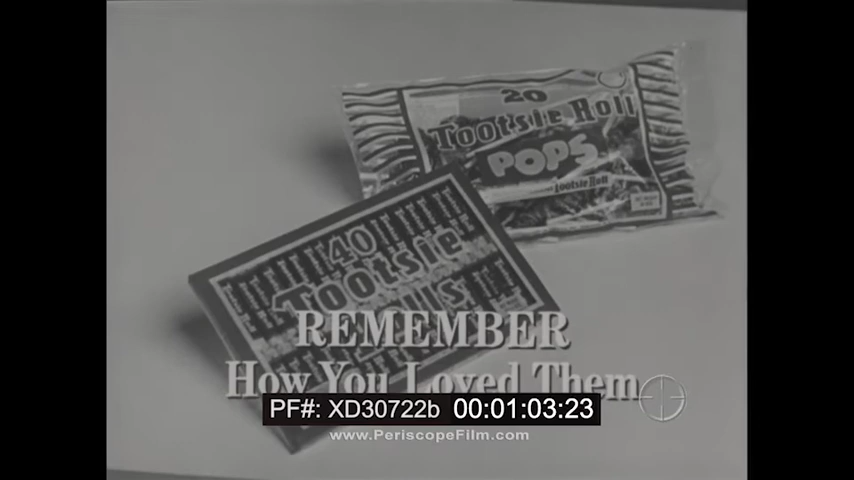 20
Tootsie Roll
POPS
Tootsie Roll
40
Tootsie
REMEMBER
How You Loved Them
PF#: XD30722b 00:01:03:23
www.PeriscopeFilm.com